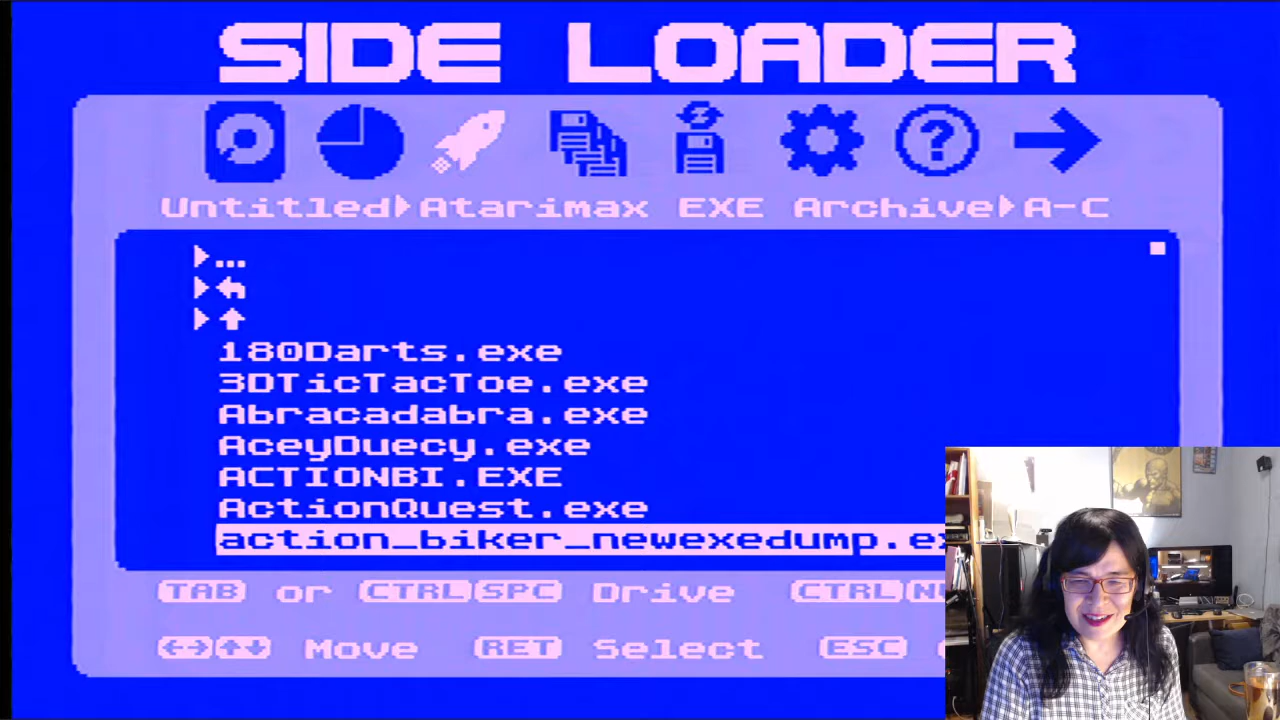 SIDE LOADER
Untitled▶Atarimax EXE Archive▶A-C
...
180Darts.exe
3DTicTacToe.exe
Abracadabra.exe
AceyDuecy.exe
ACTIONBI.EXE
ActionQuest.exe
action_biker_newexedump.ex
TAB or CTRL SPC Drive CTRL
Move RET Select ESC